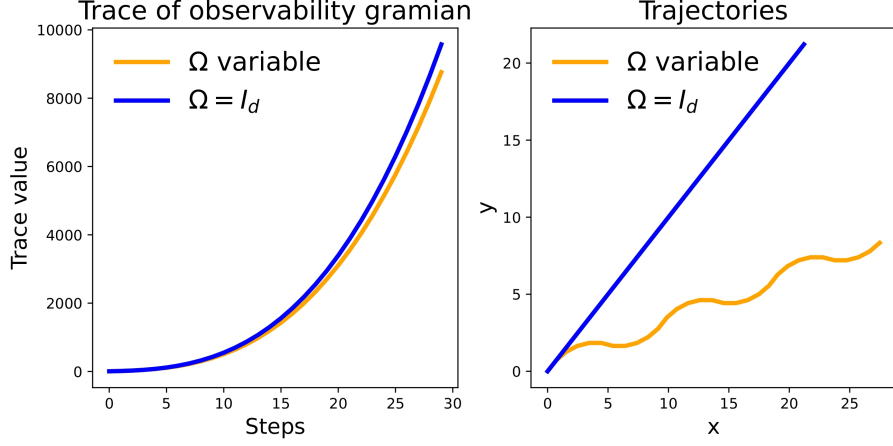 Trace of observability gramian
Ω variable
Ω = I_d
10000
8000
6000
4000
2000
0
Trace value
0 5 10 15 20 25 30
Steps
Trajectories
Ω variable
Ω = I_d
20
15
10
5
0
y
0 5 10 15 20 25
x